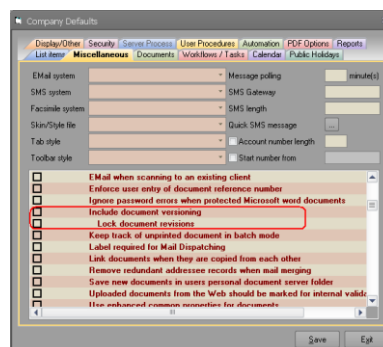 Company Defaults
Display/Other Security Server Process User Procedures Automation PDF Options Reports
List items Miscellaneous Documents Workflows / Tasks Calendar Public Holidays
EMail system Message polling minute(s)
SMS system SMS Gateway
Facsimile system SMS length
Skin/Style file Quick SMS message ...
Tab style Account number length
Toolbar style Start number from
EMail when scanning to an existing client
Enforce user entry of document reference number
Ignore password errors when protected Microsoft word documents
Include document versioning
Lock document revisions
Keep track of unprinted document in batch mode
Label required for Mail Dispatching
Link documents when they are copied from each other
Remove redundant addressee records when mail merging
Save new documents in users personal document server folder
Uploaded documents from the Web should be marked for internal valida
Use enhanced common properties for documents
Save Exit